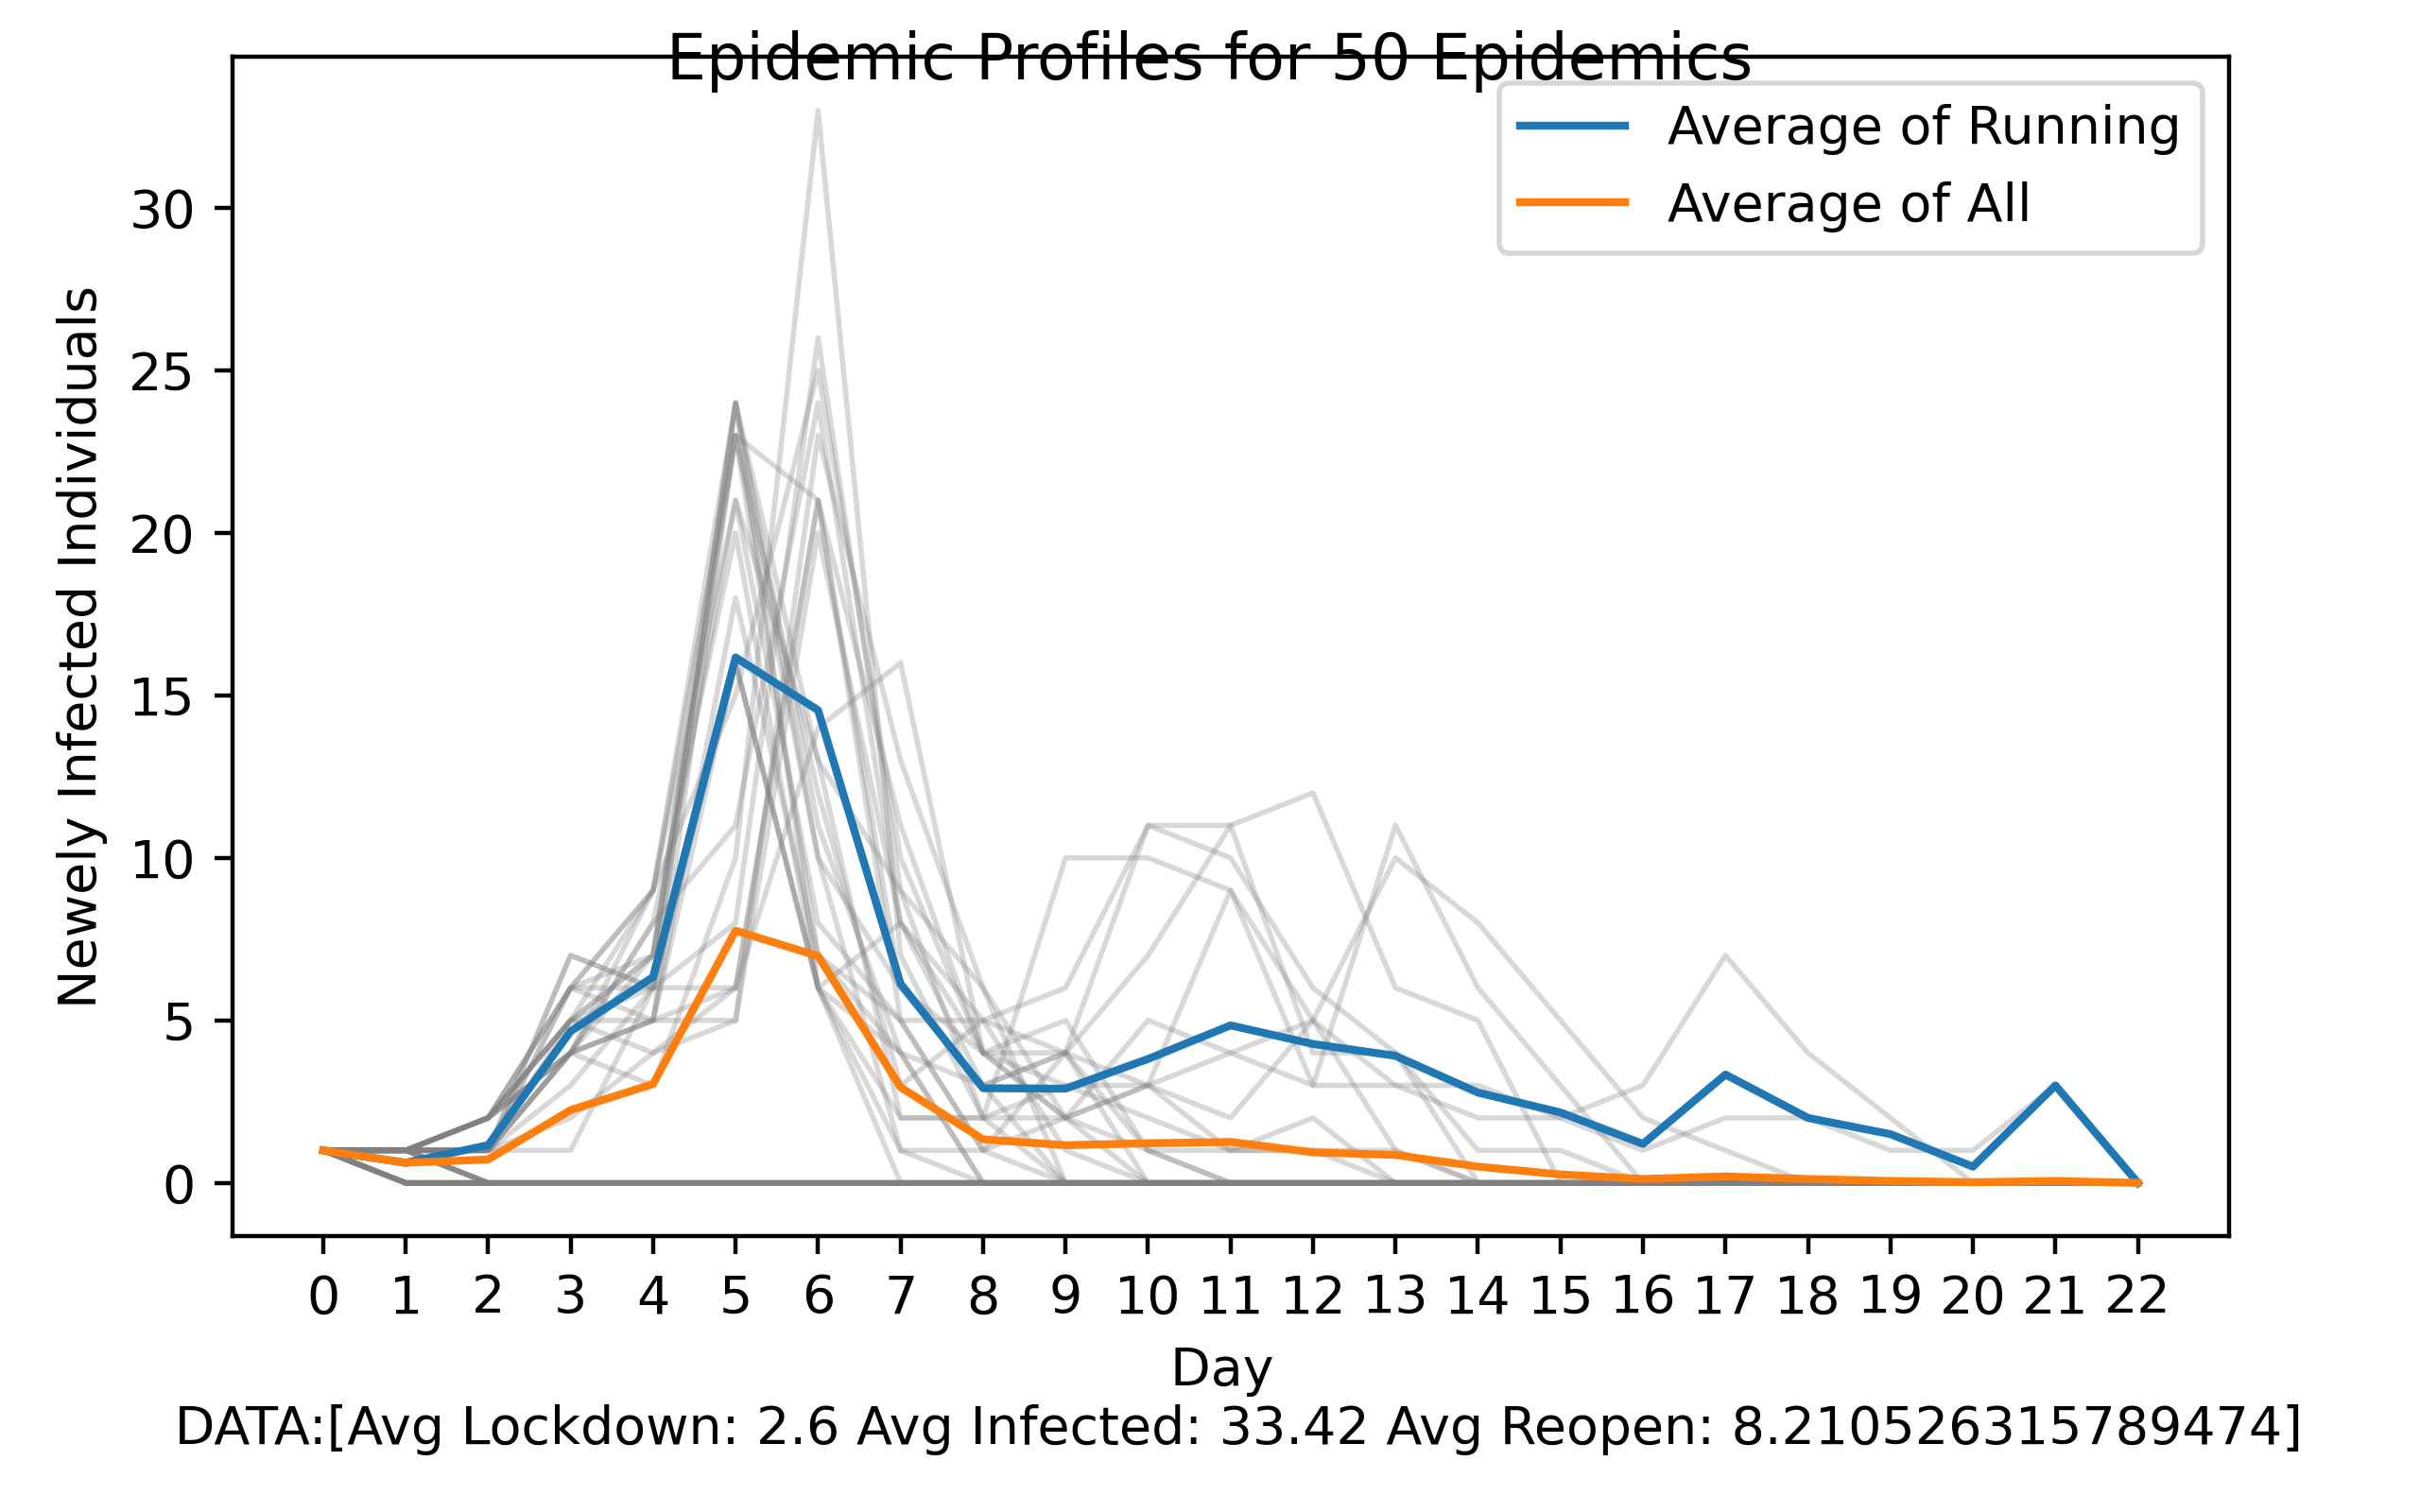 Epidemic Profiles for 50 Epidemics
Average of Running
Average of All
Newely Infected Individuals
30
25
20
15
10
5
0
0 1 2 3 4 5 6 7 8 9 10 11 12 13 14 15 16 17 18 19 20 21 22
Day
DATA:[Avg Lockdown: 2.6 Avg Infected: 33.42 Avg Reopen: 8.210526315789474]